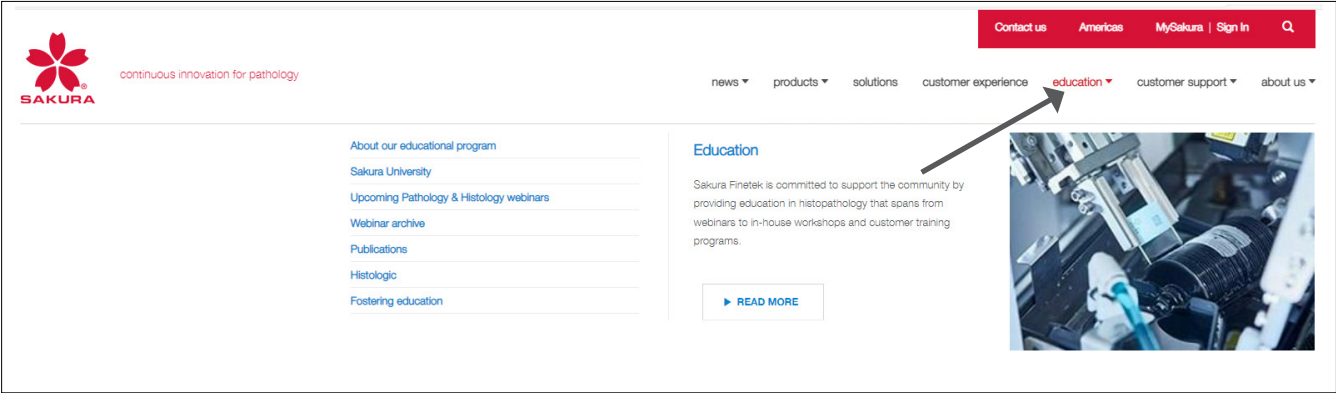 Contact us Americas MySakura | Sign In
SAKURA®
continuous innovation for pathology
news ▼ products ▼ solutions customer experience education ▼ customer support ▼ about us ▼
About our educational program
Sakura University
Upcoming Pathology & Histology webinars
Webinar archive
Publications
Histologic
Fostering education
Education
Sakura Finetek is committed to support the community by
providing education in histopathology that spans from
webinars to in-house workshops and customer training
programs.
▶ READ MORE